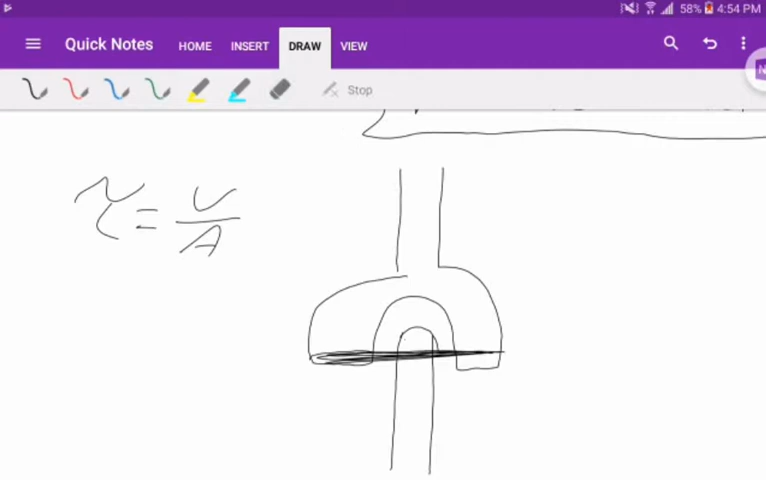 58% 4:54 PM
Quick Notes HOME INSERT DRAW VIEW
N
Stop
τ = V
A